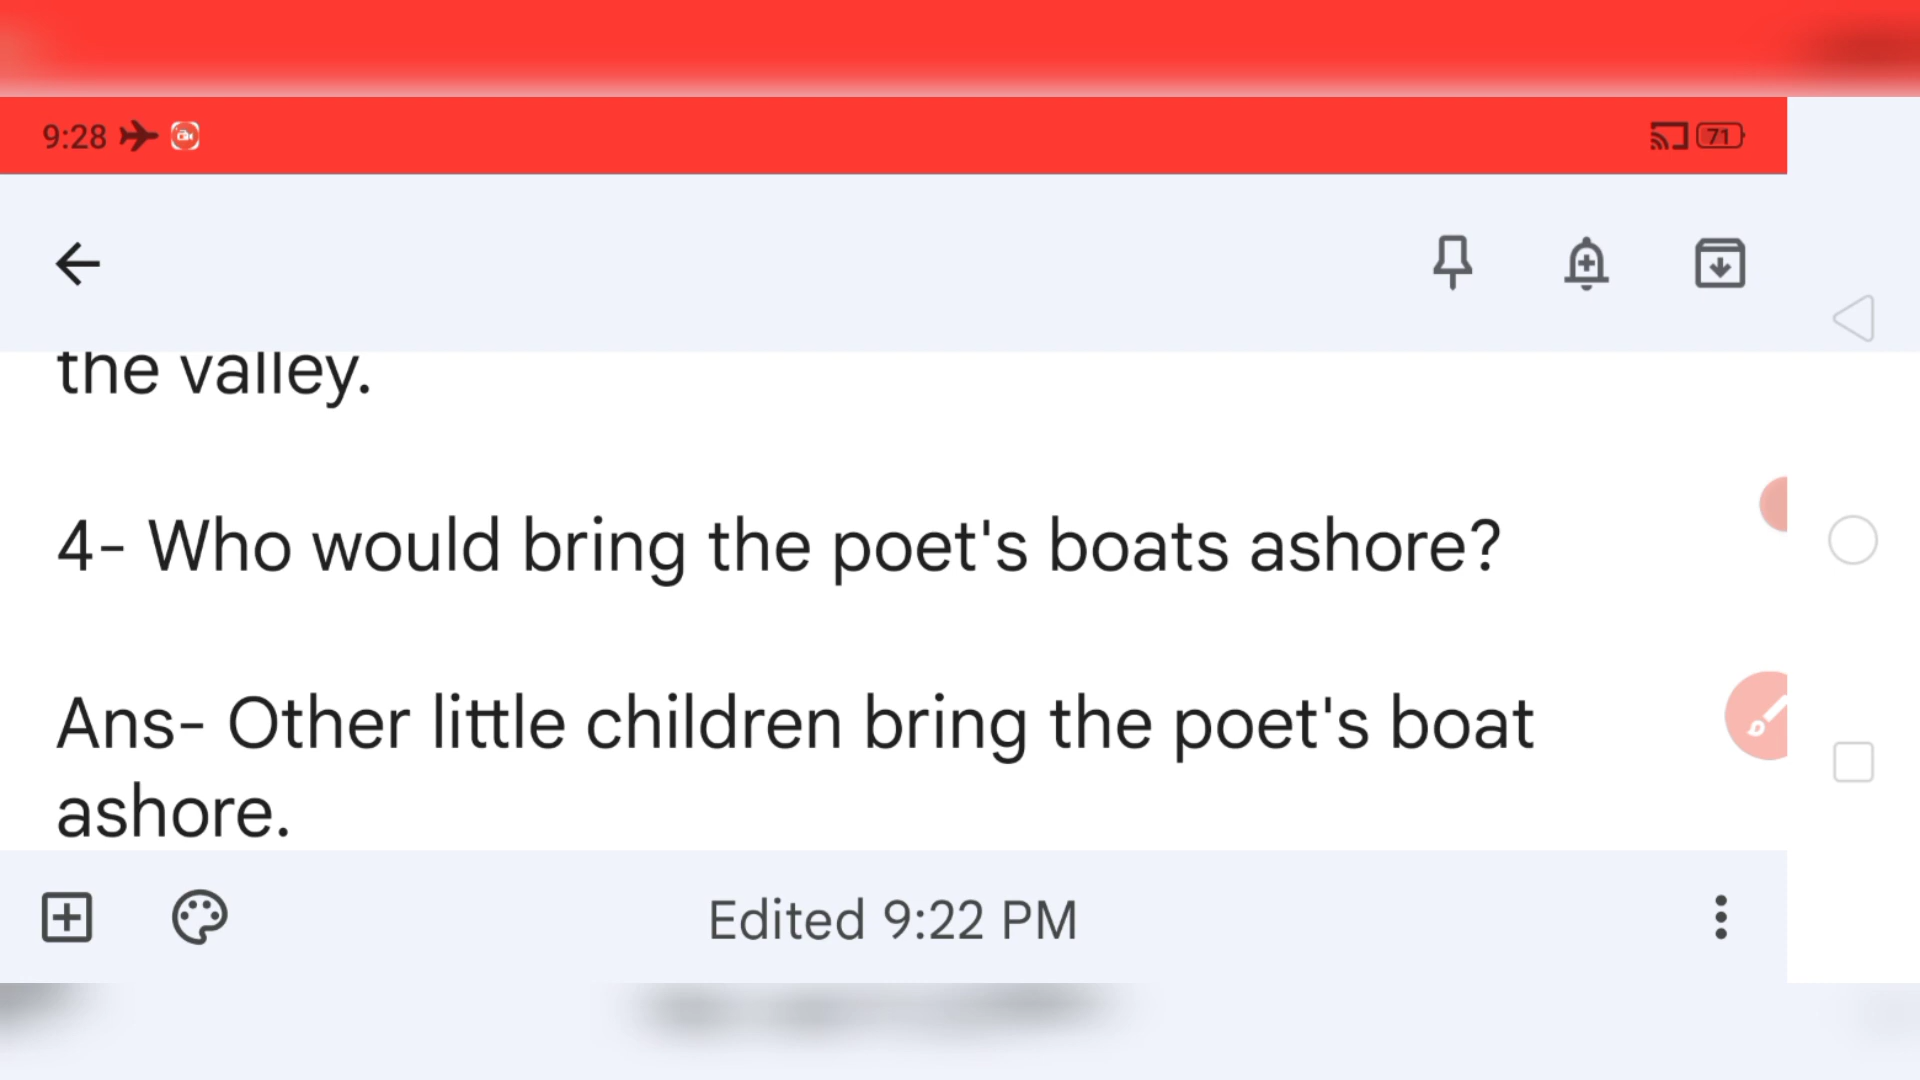 9:28
71
the valley.
4- Who would bring the poet's boats ashore?
Ans- Other little children bring the poet's boat
ashore.
Edited 9:22 PM